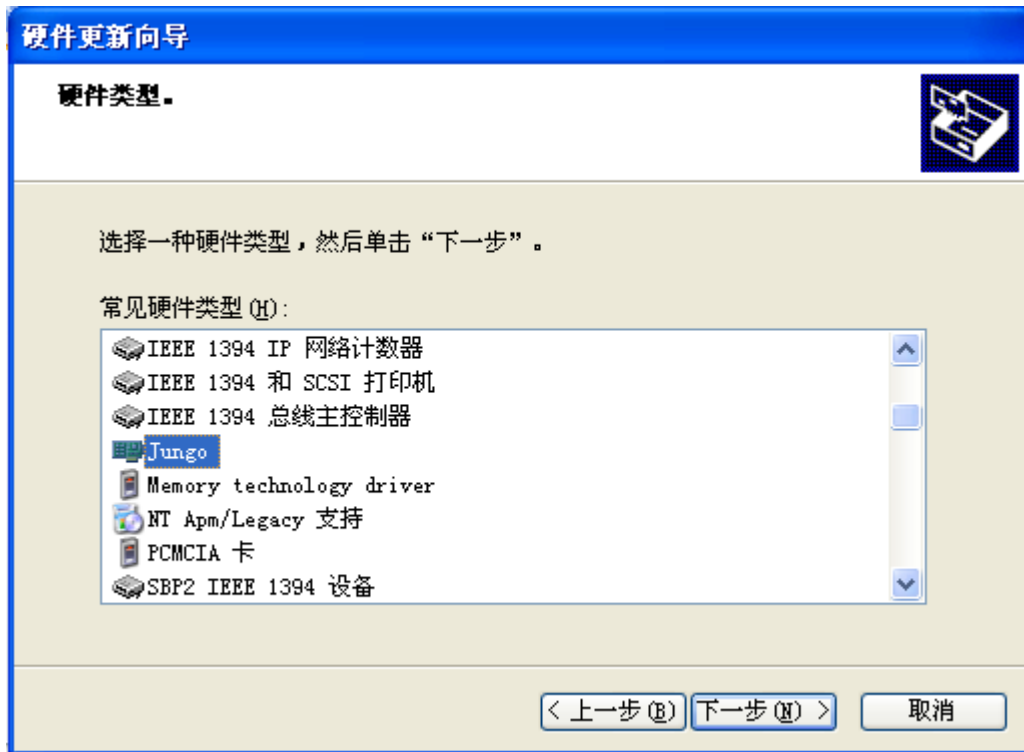 硬件更新向导
硬件类型。
选择一种硬件类型，然后单击“下一步”。
常见硬件类型(H):
IEEE 1394 IP 网络计数器
IEEE 1394 和 SCSI 打印机
IEEE 1394 总线主控制器
Jungo
Memory technology driver
NT Apm/Legacy 支持
PCMCIA 卡
SBP2 IEEE 1394 设备
< 上一步(B) 下一步(N) > 取消